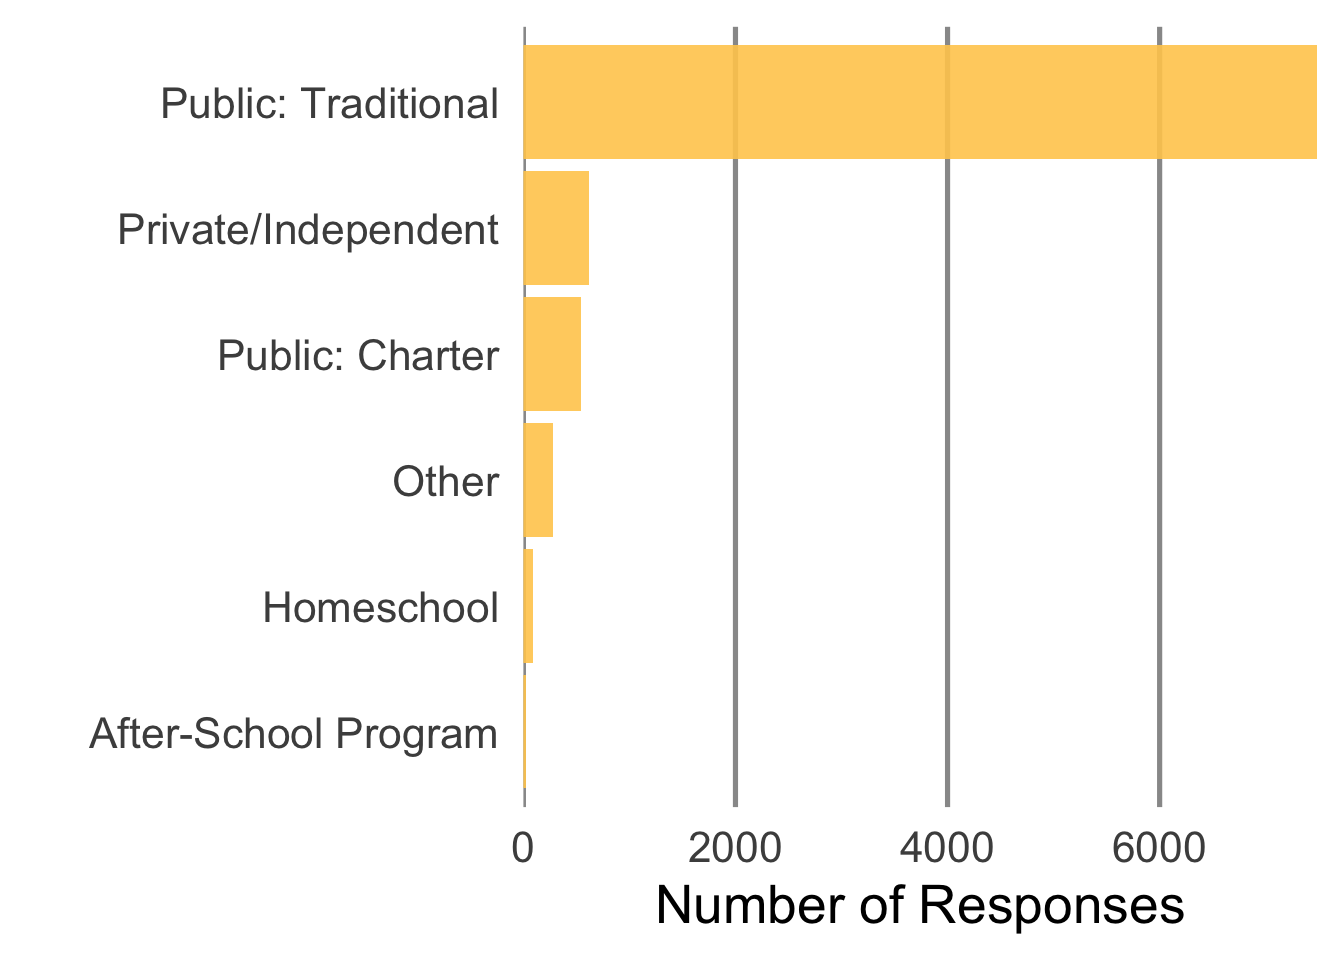 Public: Traditional
Private/Independent
Public: Charter
Other
Homeschool
After-School Program
0 2000 4000 6000
Number of Responses